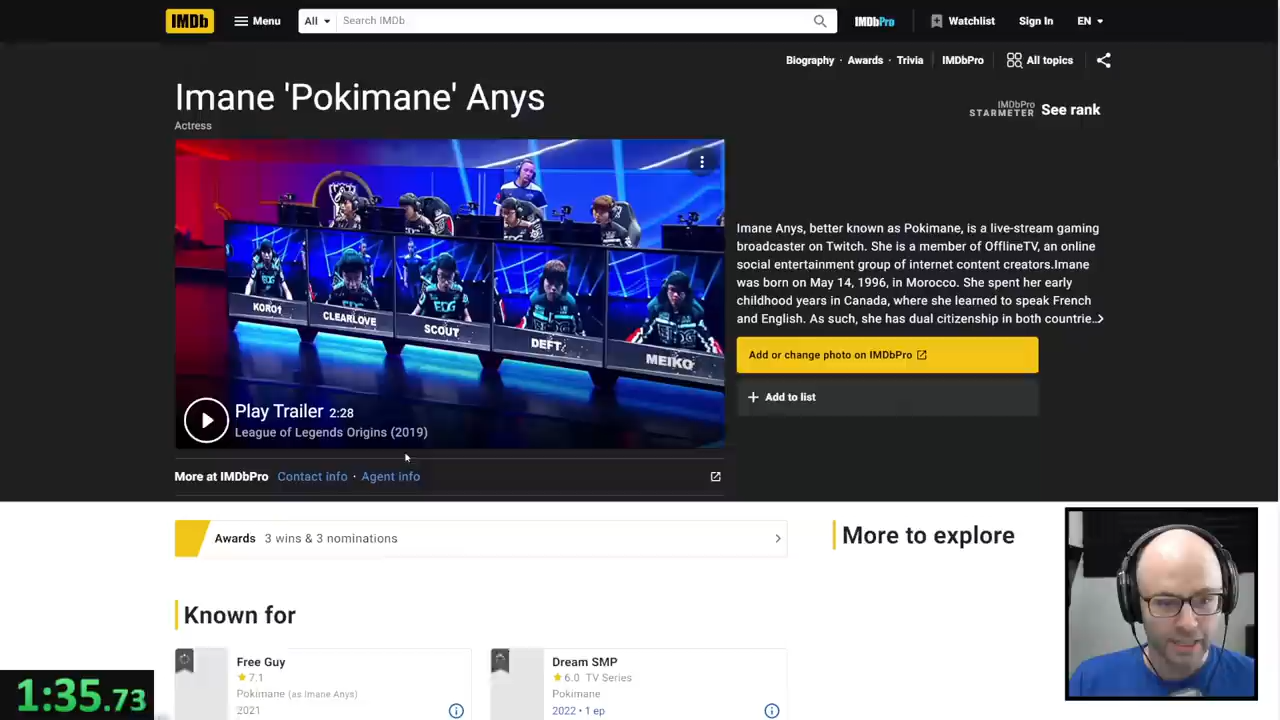 IMDb
Menu
All
Search IMDb
IMDbPro
Watchlist
Sign In
EN
Biography · Awards · Trivia
IMDbPro
All topics
Imane 'Pokimane' Anys
Actress
IMDbPro
STARMETER
See rank
KORO1
CLEARLOVE
EDG
SCOUT
DEFT
MEIKO
Play Trailer 2:28
League of Legends Origins (2019)
Imane Anys, better known as Pokimane, is a live-stream gaming
broadcaster on Twitch. She is a member of OfflineTV, an online
social entertainment group of internet content creators.Imane
was born on May 14, 1996, in Morocco. She spent her early
childhood years in Canada, where she learned to speak French
and English. As such, she has dual citizenship in both countrie...
Add or change photo on IMDbPro
+ Add to list
More at IMDbPro Contact info · Agent info
Awards 3 wins & 3 nominations
More to explore
Known for
Free Guy
7.1
Pokimane (as Imane Anys)
2021
Dream SMP
6.0 TV Series
Pokimane
2022 • 1 ep
1:35.73